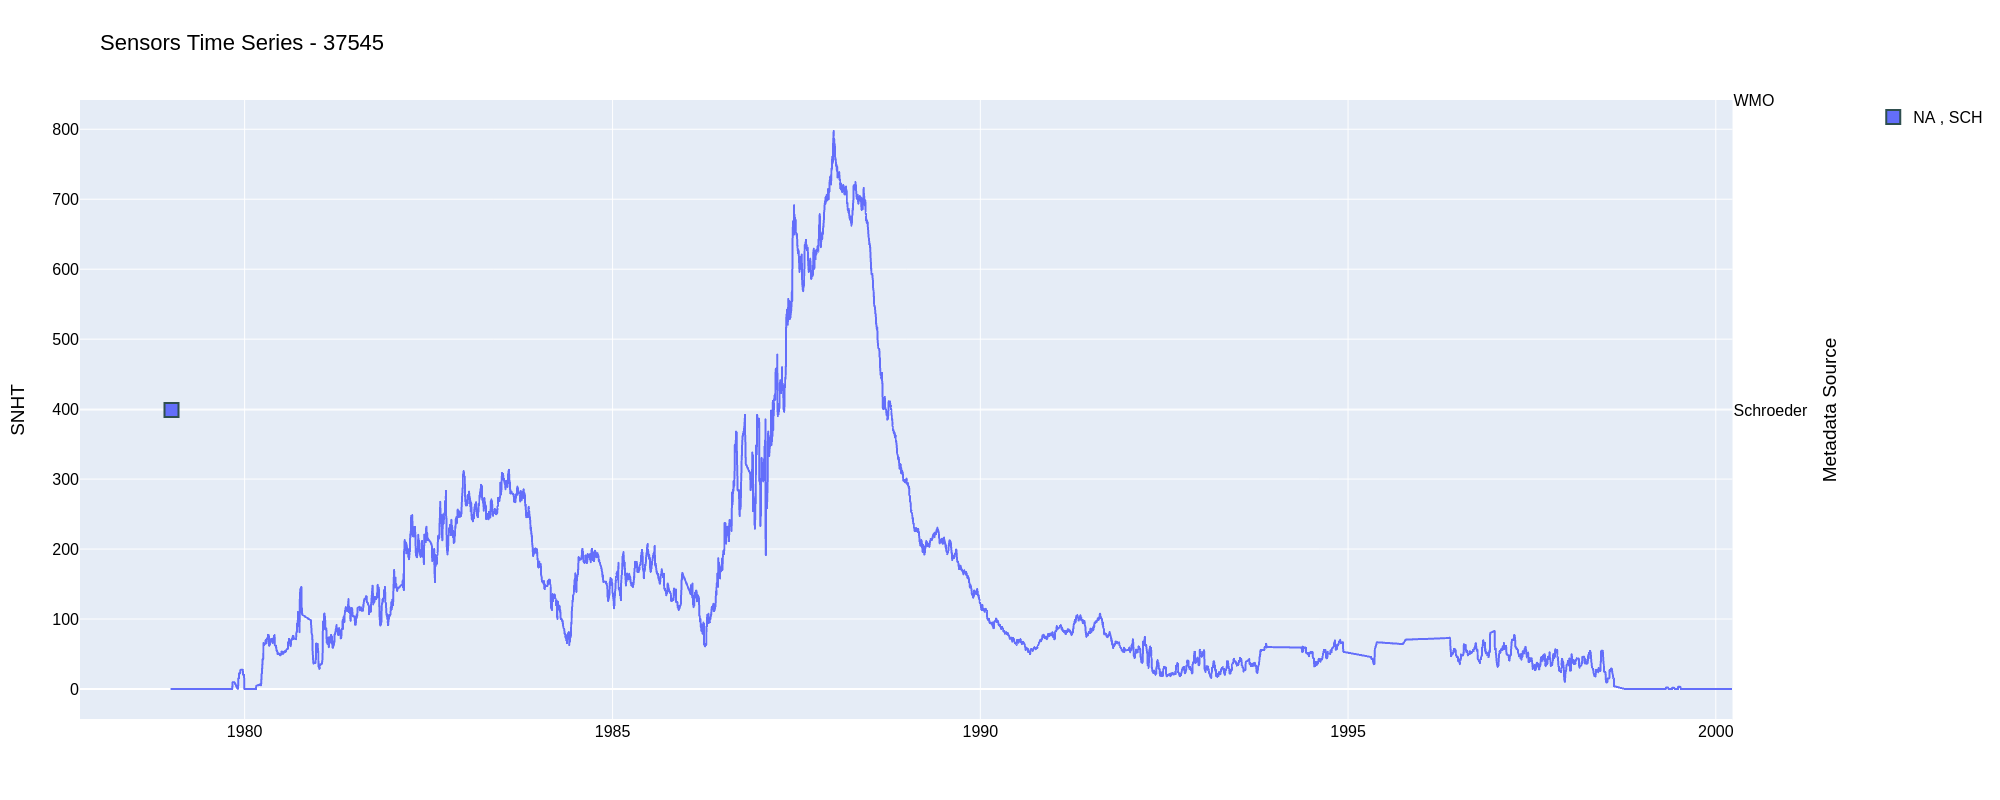 Sensors Time Series - 37545
WMO
NA , SCH
800
700
600
500
400
300
200
100
0
SNHT
Schroeder
Metadata Source
1980
1985
1990
1995
2000